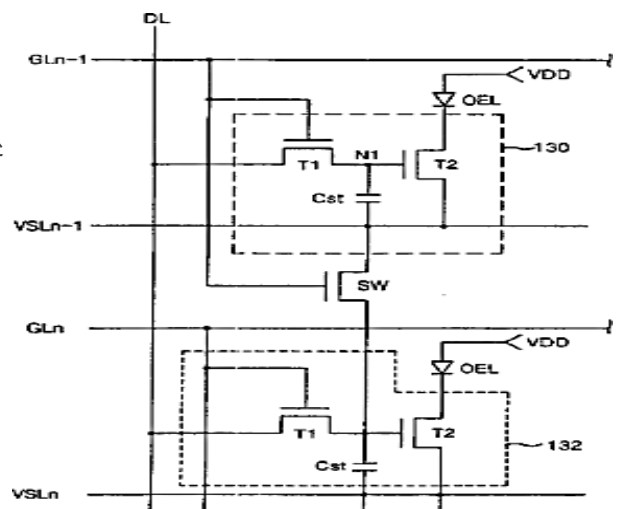 DL
GLn-1
VDD
OEL
130
T1
N1
T2
Cst
VSLn-1
SW
GLn
VDD
OEL
T1
T2
132
Cst
VSLn